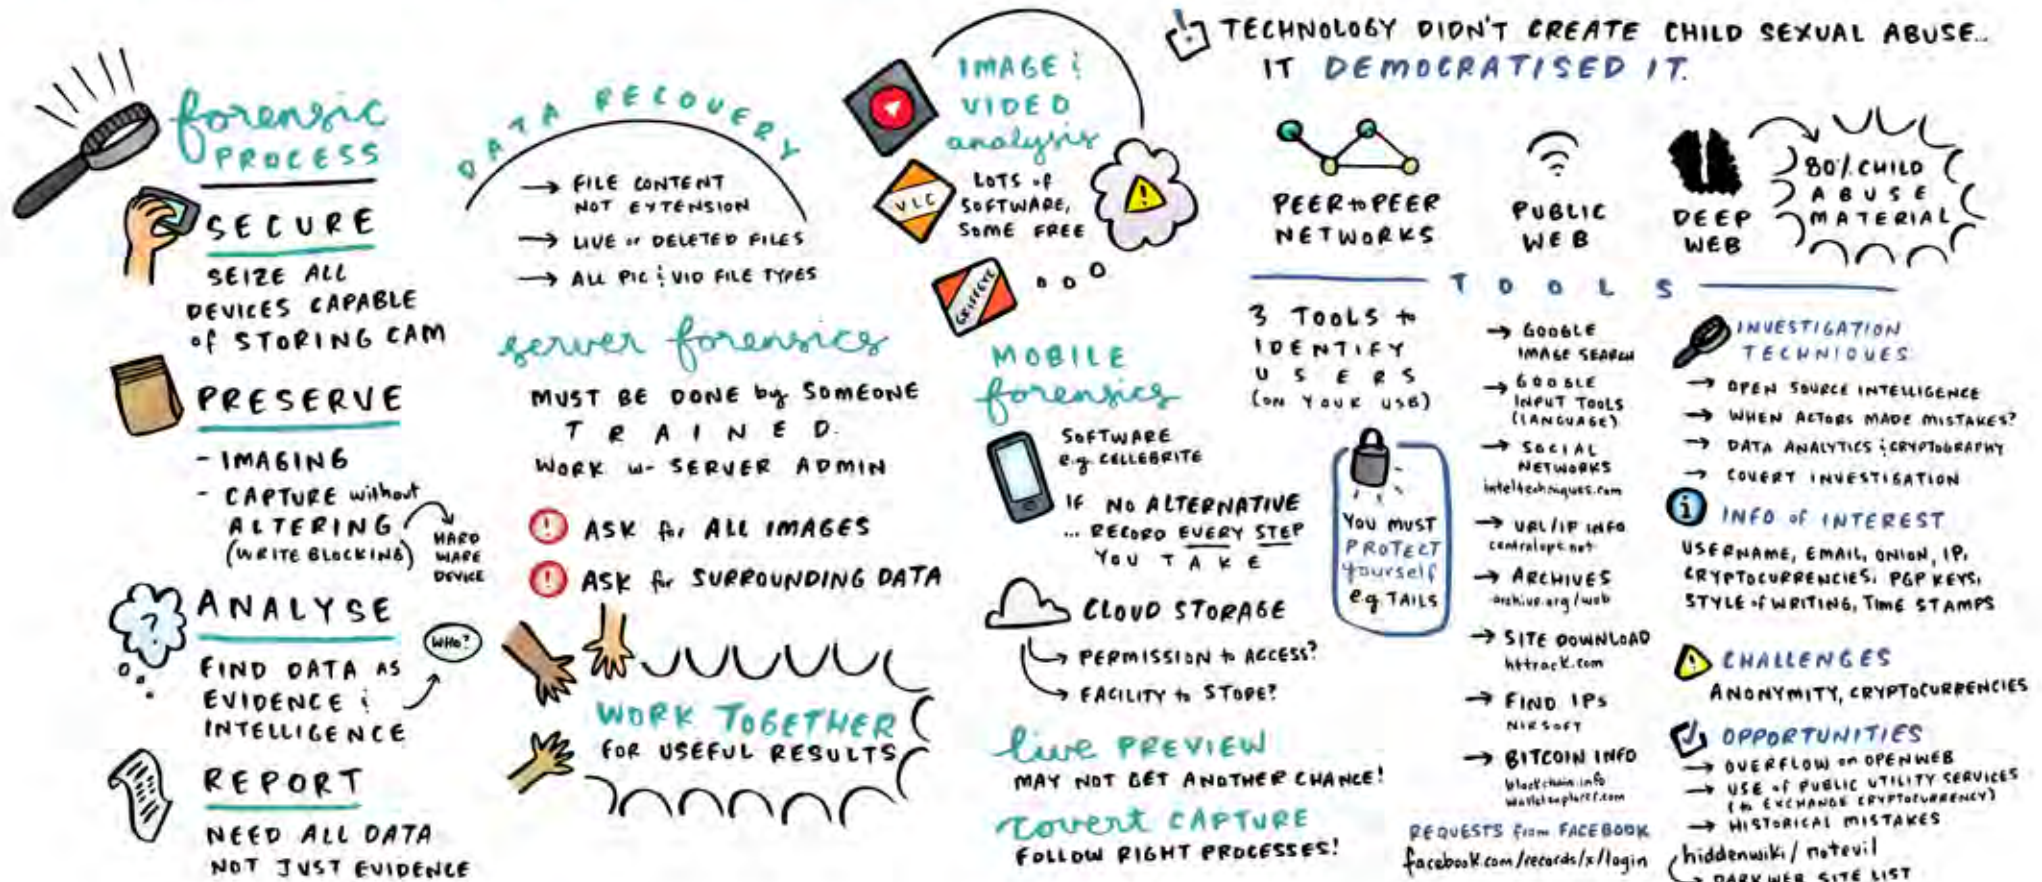 forensic
PROCESS
SECURE
SEIZE ALL
DEVICES CAPABLE
of STORING CAM
PRESERVE
- IMAGING
- CAPTURE without
ALTERING
(WRITE BLOCKING)
HARD
WARE
DEVICE
ANALYSE
?
FIND DATA AS
EVIDENCE &
INTELLIGENCE
WHO?
REPORT
NEED ALL DATA
NOT JUST EVIDENCE
DATA RECOVERY
→ FILE CONTENT
NOT EXTENSION
→ LIVE or DELETED FILES
→ ALL PIC & VID FILE TYPES
server forensics
MUST BE DONE by SOMEONE
TRAINED.
WORK w- SERVER ADMIN
! ASK for ALL IMAGES
! ASK for SURROUNDING DATA
WORK TOGETHER
FOR USEFUL RESULTS
IMAGE &
VIDEO
analysis
VLC
LOTS of
SOFTWARE,
SOME FREE
!
GRIFFEYE
MOBILE
forensics
SOFTWARE
e.g. CELLEBRITE
IF NO ALTERNATIVE
... RECORD EVERY STEP
YOU TAKE
CLOUD STORAGE
→ PERMISSION to ACCESS?
→ FACILITY to STORE?
live PREVIEW
MAY NOT GET ANOTHER CHANCE!
covert CAPTURE
FOLLOW RIGHT PROCESSES!
TECHNOLOGY DIDN'T CREATE CHILD SEXUAL ABUSE..
IT DEMOCRATISED IT.
PEER to PEER
NETWORKS
PUBLIC
WEB
DEEP
WEB
80% CHILD
ABUSE
MATERIAL
TOOLS
3 TOOLS to
IDENTIFY
USERS
(ON YOUR USB)
YOU MUST
PROTECT
yourself
e.g. TAILS
→ GOOGLE
IMAGE SEARCH
→ GOOGLE
INPUT TOOLS
(LANGUAGE)
→ SOCIAL
NETWORKS
inteltechniques.com
→ URL/IP INFO
centralops.net
→ ARCHIVES
archive.org/web
→ SITE DOWNLOAD
httrack.com
→ FIND IPs
NIRSOFT
→ BITCOIN INFO
blockchain.info
walletexplorer.com
REQUESTS from FACEBOOK
facebook.com/records/x/login
INVESTIGATION
TECHNIQUES
→ OPEN SOURCE INTELLIGENCE
→ WHEN ACTORS MADE MISTAKES?
→ DATA ANALYTICS & CRYPTOGRAPHY
→ COVERT INVESTIGATION
i INFO of INTEREST
USERNAME, EMAIL, ONION, IP,
CRYPTOCURRENCIES, PGP KEYS,
STYLE of WRITING, TIME STAMPS
! CHALLENGES
ANONYMITY, CRYPTOCURRENCIES
OPPORTUNITIES
→ OVERFLOW on OPENWEB
→ USE of PUBLIC UTILITY SERVICES
(to EXCHANGE CRYPTOCURRENCY)
→ HISTORICAL MISTAKES
hiddenwiki / notevil
→ DARK WEB SITE LIST